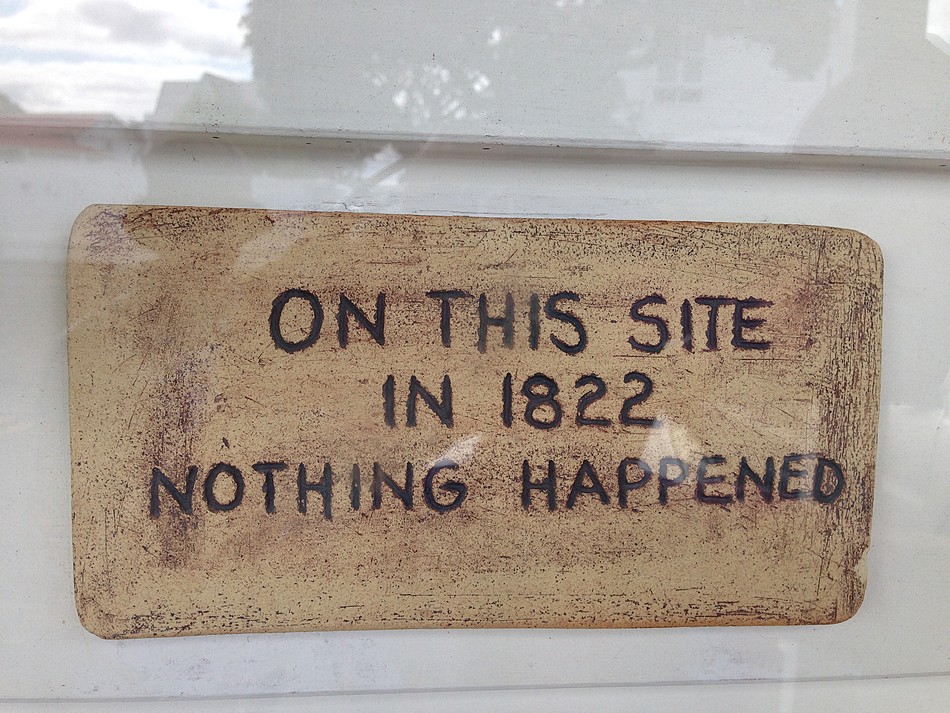 ON THIS SITE
IN 1822
NOTHING HAPPENED